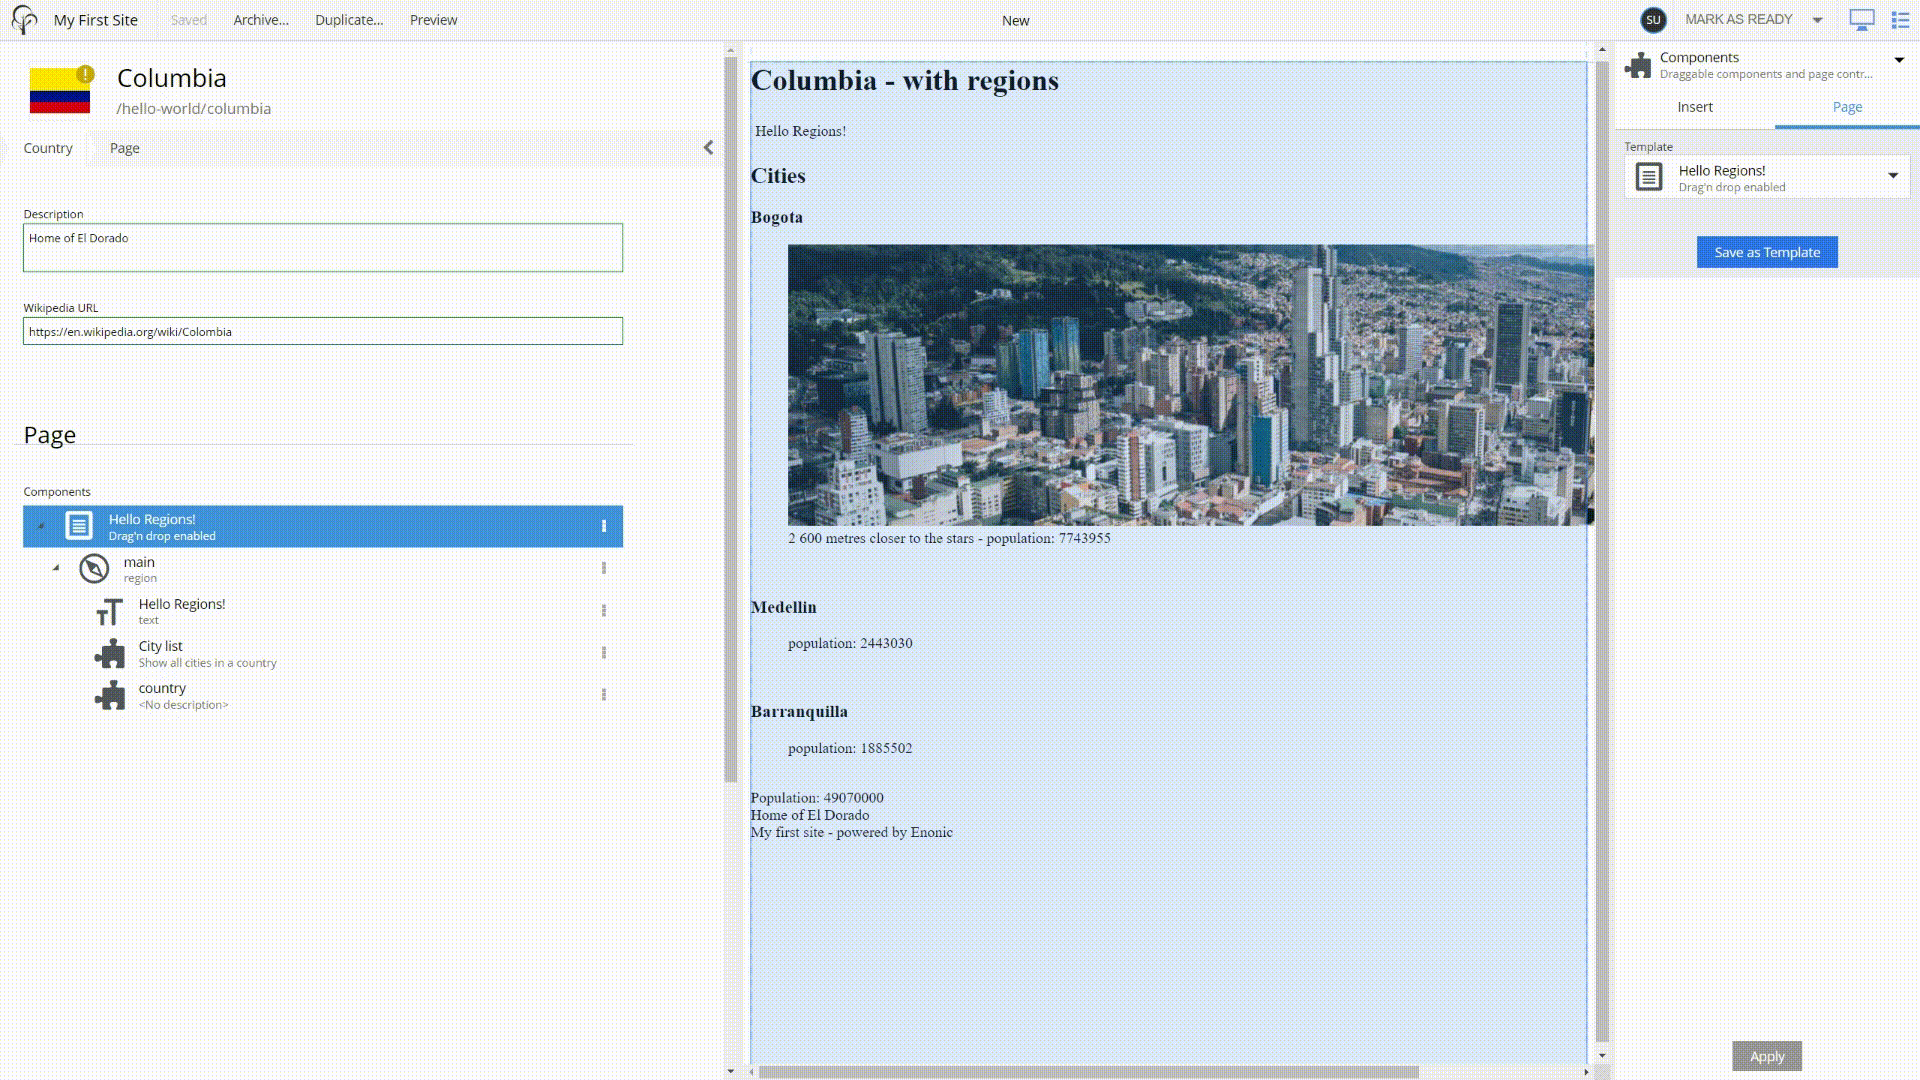 My First Site Saved Archive... Duplicate... Preview New SU MARK AS READY
Columbia
/hello-world/columbia
Country Page
Description
Home of El Dorado
Wikipedia URL
https://en.wikipedia.org/wiki/Colombia
Page
Components
Hello Regions!
Drag'n drop enabled
main
region
Hello Regions!
text
City list
Show all cities in a country
country
<No description>
Columbia - with regions
Hello Regions!
Cities
Bogota
2 600 metres closer to the stars - population: 7743955
Medellin
population: 2443030
Barranquilla
population: 1885502
Population: 49070000
Home of El Dorado
My first site - powered by Enonic
Components
Draggable components and page contr...
Insert Page
Template
Hello Regions!
Drag'n drop enabled
Save as Template
Apply